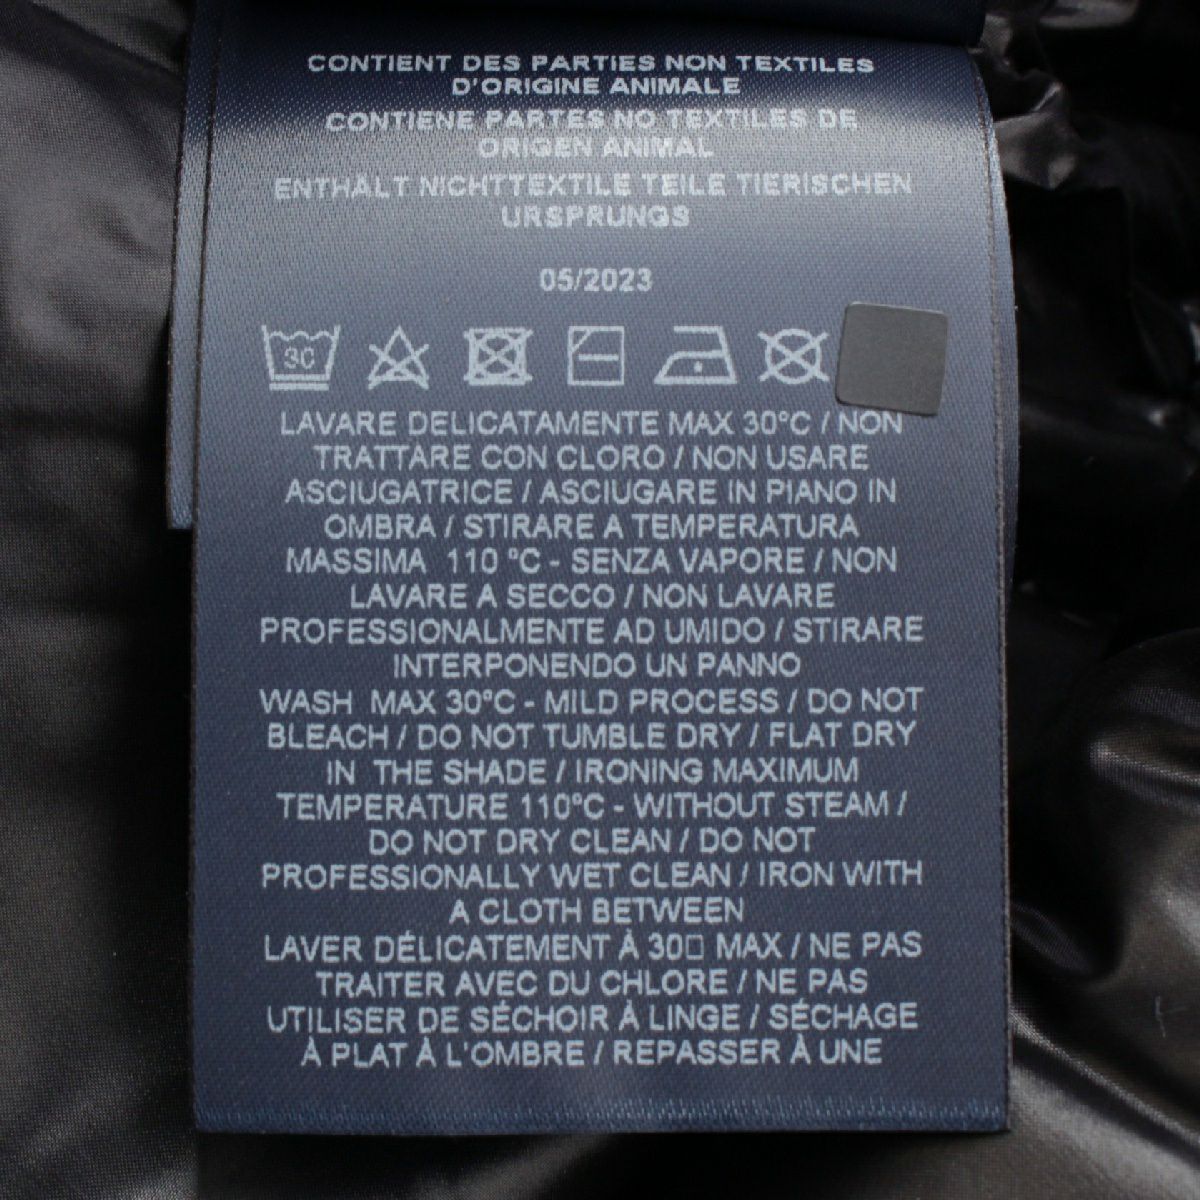 CONTIENT DES PARTIES NON TEXTILES
D'ORIGINE ANIMALE
CONTIENE PARTES NO TEXTILES DE
ORIGEN ANIMAL
ENTHÄLT NICHTTEXTILE TEILE TIERISCHEN
URSPRUNGS
05/2023
30
LAVARE DELICATAMENTE MAX 30°C / NON
TRATTARE CON CLORO / NON USARE
ASCIUGATRICE / ASCIUGARE IN PIANO IN
OMBRA / STIRARE A TEMPERATURA
MASSIMA 110 °C - SENZA VAPORE / NON
LAVARE A SECCO / NON LAVARE
PROFESSIONALMENTE AD UMIDO / STIRARE
INTERPONENDO UN PANNO
WASH MAX 30°C - MILD PROCESS / DO NOT
BLEACH / DO NOT TUMBLE DRY / FLAT DRY
IN THE SHADE / IRONING MAXIMUM
TEMPERATURE 110°C - WITHOUT STEAM /
DO NOT DRY CLEAN / DO NOT
PROFESSIONALLY WET CLEAN / IRON WITH
A CLOTH BETWEEN
LAVER DÉLICATEMENT À 30□ MAX / NE PAS
TRAITER AVEC DU CHLORE / NE PAS
UTILISER DE SÉCHOIR À LINGE / SÉCHAGE
À PLAT À L'OMBRE / REPASSER À UNE